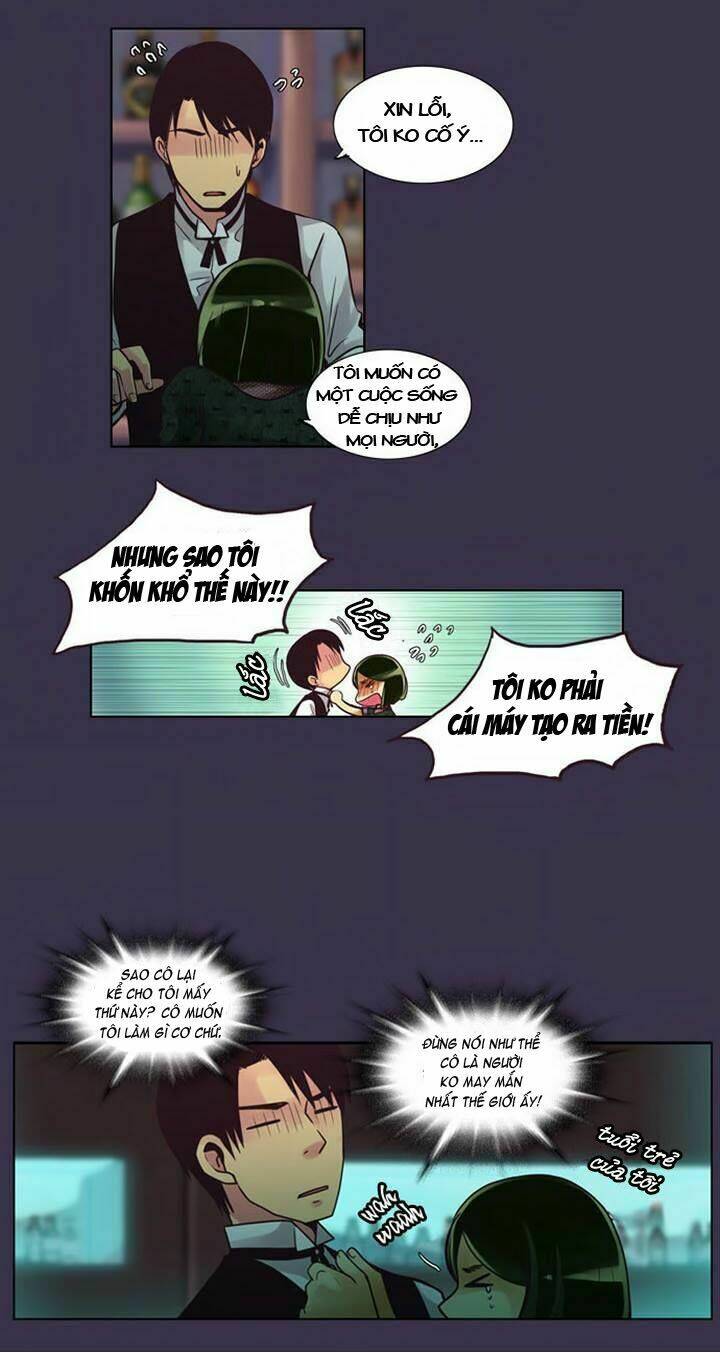 XIN LỖI,
TÔI KO CỐ Ý...
TÔI MUỐN CÓ
MỘT CUỘC SỐNG
DỄ CHỊU NHƯ
MỌI NGƯỜI,
NHƯNG SAO TÔI
KHỐN KHỔ THẾ NÀY!!
lắc
lắc
TÔI KO PHẢI
CÁI MÁY TẠO RA TIỀN!
SAO CÔ LẠI
KỂ CHO TÔI MẤY
THỨ NÀY? CÔ MUỐN
TÔI LÀM GÌ CƠ CHỨ.
ĐỪNG NÓI NHƯ THỂ
CÔ LÀ NGƯỜI
KO MAY MẮN
NHẤT THẾ GIỚI ẤY!
tuổi trẻ
của tôi
wah
waahh